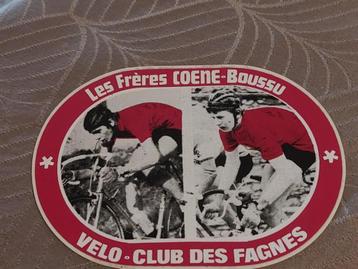 Les Frères COENE-Boussu
VELO-CLUB DES FAGNES